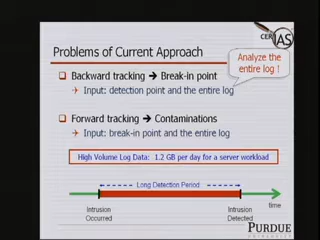 CERIAS
Problems of Current Approach
Analyze the
entire log !
Backward tracking ➔ Break-in point
Input: detection point and the entire log
Forward tracking ➔ Contaminations
Input: break-in point and the entire log
High Volume Log Data: 1.2 GB per day for a server workload
Long Detection Period
time
Intrusion
Occurred
Intrusion
Detected
PURDUE
UNIVERSITY